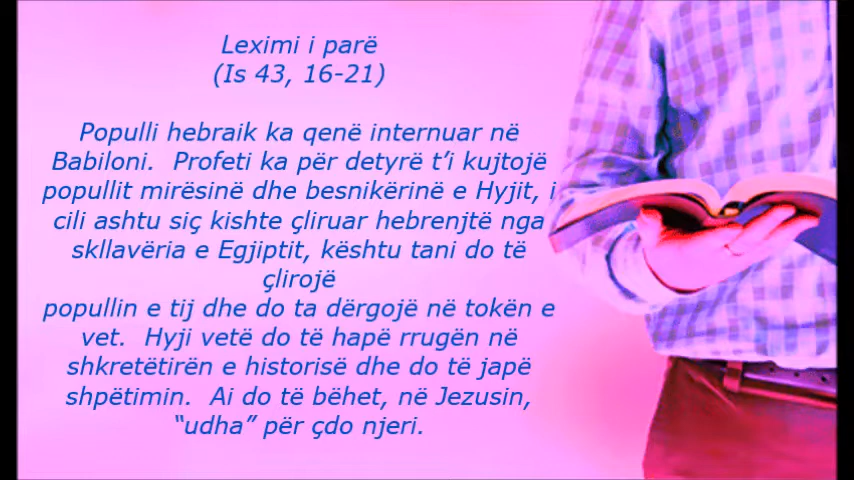 Leximi i parë
(Is 43, 16-21)
Populli hebraik ka qenë internuar në
Babiloni.  Profeti ka për detyrë t’i kujtojë
popullit mirësinë dhe besnikërinë e Hyjit, i
cili ashtu siç kishte çliruar hebrenjtë nga
skllavëria e Egjiptit, kështu tani do të
çlirojë
popullin e tij dhe do ta dërgojë në tokën e
vet.  Hyji vetë do të hapë rrugën në
shkretëtirën e historisë dhe do të japë
shpëtimin.  Ai do të bëhet, në Jezusin,
“udha” për çdo njeri.